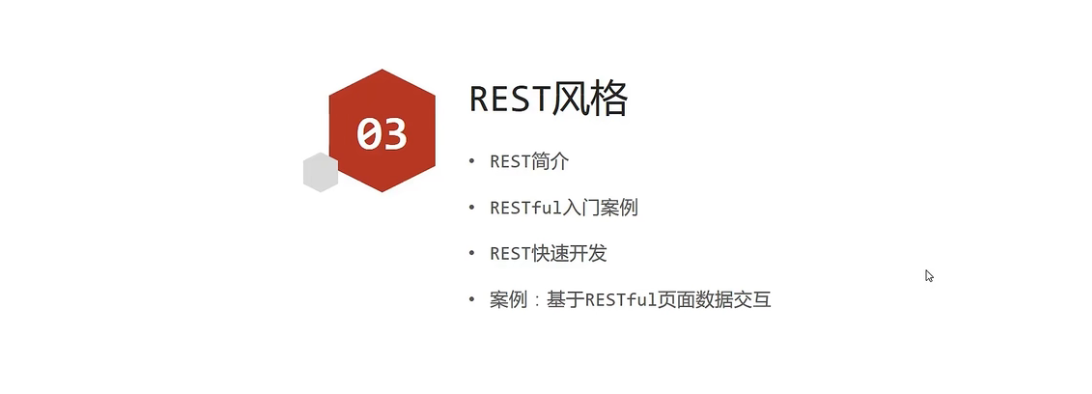 03
REST风格
• REST简介
• RESTful入门案例
• REST快速开发
• 案例：基于RESTful页面数据交互